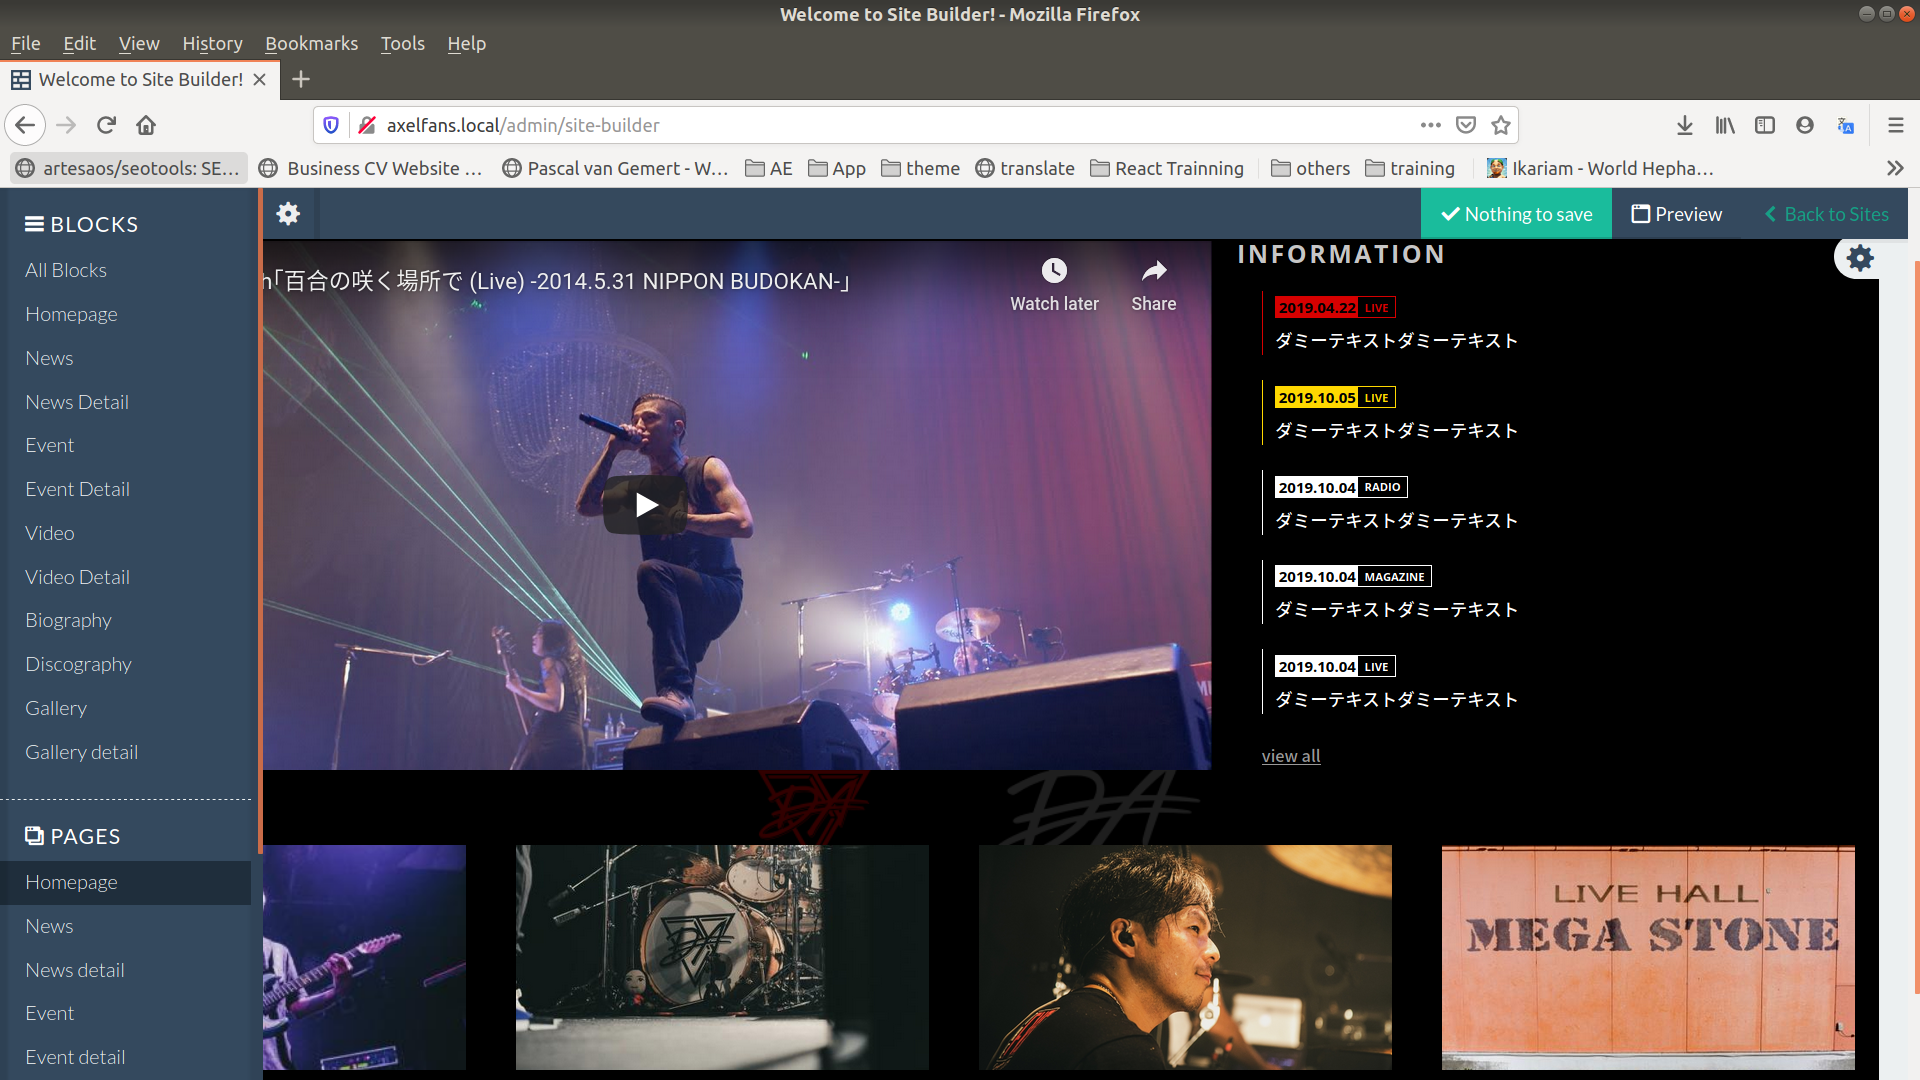 Welcome to Site Builder! - Mozilla Firefox
File Edit View History Bookmarks Tools Help
Welcome to Site Builder!
axelfans.local/admin/site-builder
artesaos/seotools: SE...
Business CV Website ...
Pascal van Gemert - W...
AE
App
theme
translate
React Trainning
others
training
Ikariam - World Hepha...
BLOCKS
All Blocks
Homepage
News
News Detail
Event
Event Detail
Video
Video Detail
Biography
Discography
Gallery
Gallery detail
PAGES
Homepage
News
News detail
Event
Event detail
Nothing to save
Preview
Back to Sites
h「百合の咲く場所で (Live) -2014.5.31 NIPPON BUDOKAN-」
Watch later
Share
INFORMATION
2019.04.22 LIVE
ダミーテキストダミーテキスト
2019.10.05 LIVE
ダミーテキストダミーテキスト
2019.10.04 RADIO
ダミーテキストダミーテキスト
2019.10.04 MAGAZINE
ダミーテキストダミーテキスト
2019.10.04 LIVE
ダミーテキストダミーテキスト
view all
DA
DA
LIVE HALL
MEGA STONE